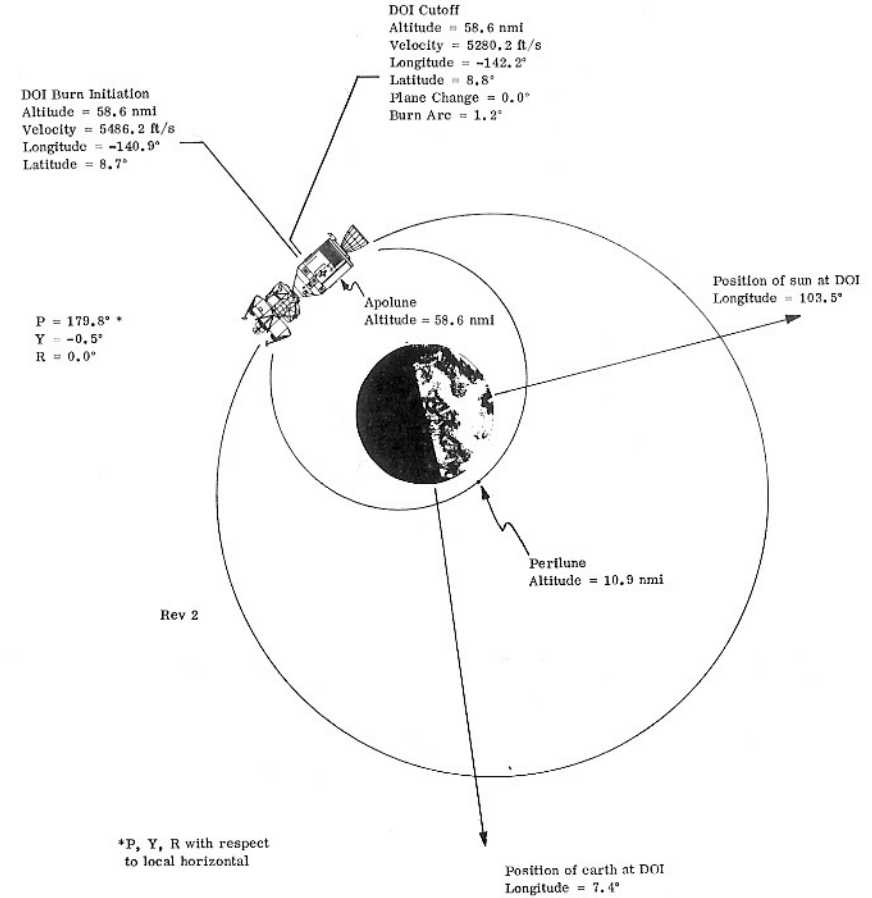 DOI Cutoff
Altitude = 58.6 nmi
Velocity = 5280.2 ft/s
Longitude = -142.2°
Latitude = 8.8°
Plane Change = 0.0°
Burn Arc = 1.2°
DOI Burn Initiation
Altitude = 58.6 nmi
Velocity = 5486.2 ft/s
Longitude = -140.9°
Latitude = 8.7°
Position of sun at DOI
Longitude = 103.5°
Apolune
Altitude = 58.6 nmi
P = 179.8° *
Y = -0.5°
R = 0.0°
Perilune
Altitude = 10.9 nmi
Rev 2
*P, Y, R with respect
to local horizontal
Position of earth at DOI
Longitude = 7.4°